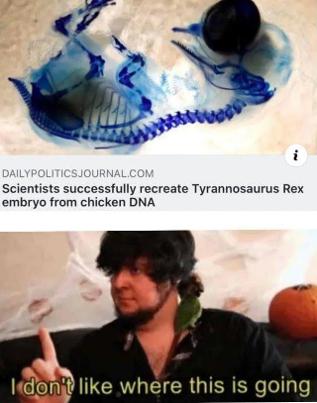 i
DAILYPOLITICSJOURNAL.COM
Scientists successfully recreate Tyrannosaurus Rex
embryo from chicken DNA
I don't like where this is going